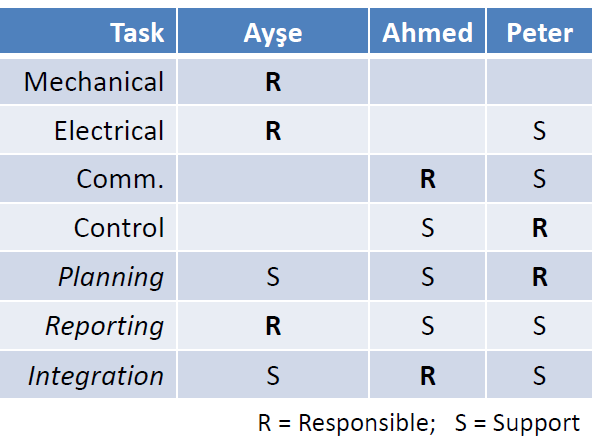 Task Ayşe Ahmed Peter
Mechanical R
Electrical R S
Comm. R S
Control S R
Planning S S R
Reporting R S S
Integration S R S
R = Responsible; S = Support